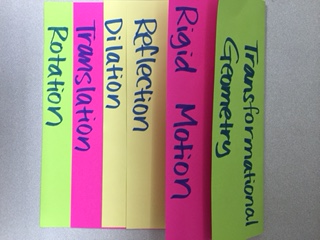 Transformational
Geometry
Rigid Motion
Reflection
Dilation
Translation
Rotation